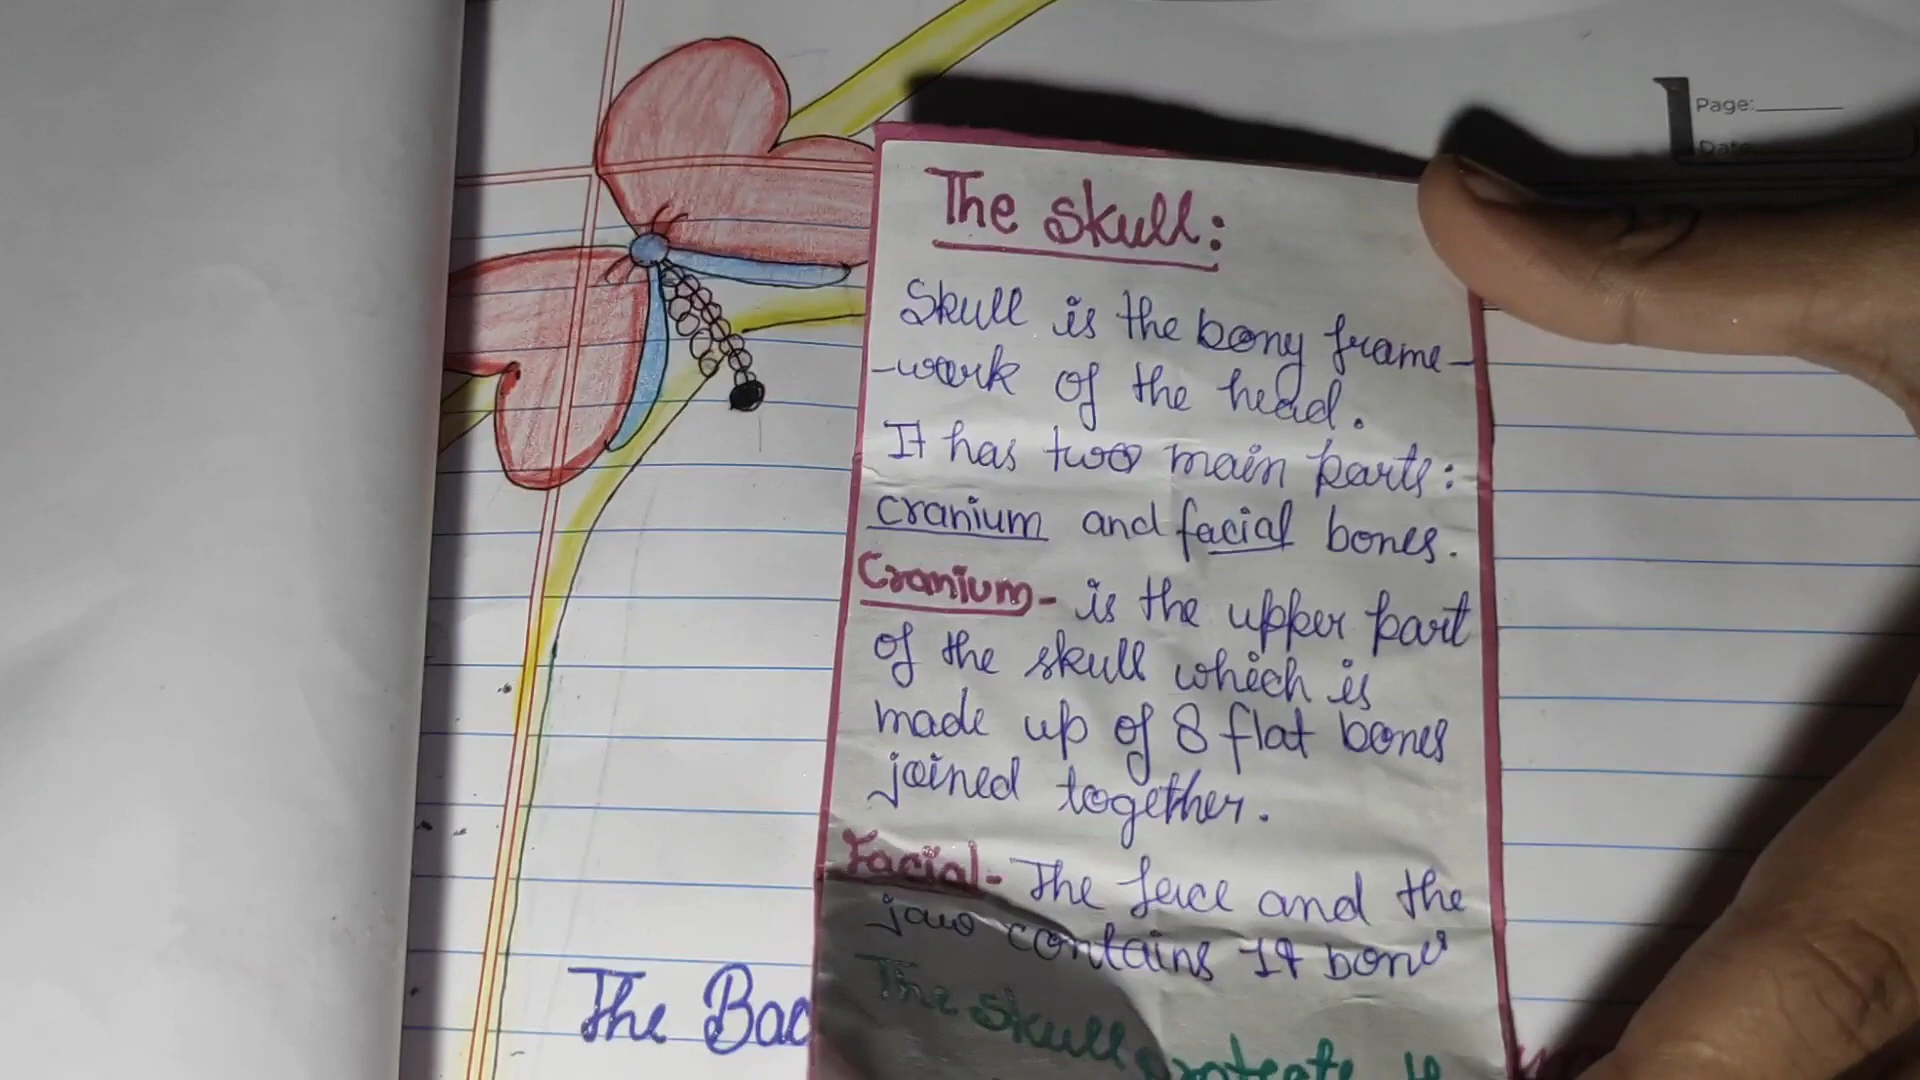 Page:
Date
The Skull:
Skull is the bony frame-
-work of the head.
It has two main parts:
cranium and facial bones.
Cranium- is the upper part
of the skull which is
made up of 8 flat bones
joined together.
Facial- The face and the
jaw contains 14 bone
The Skull protects
The Bac